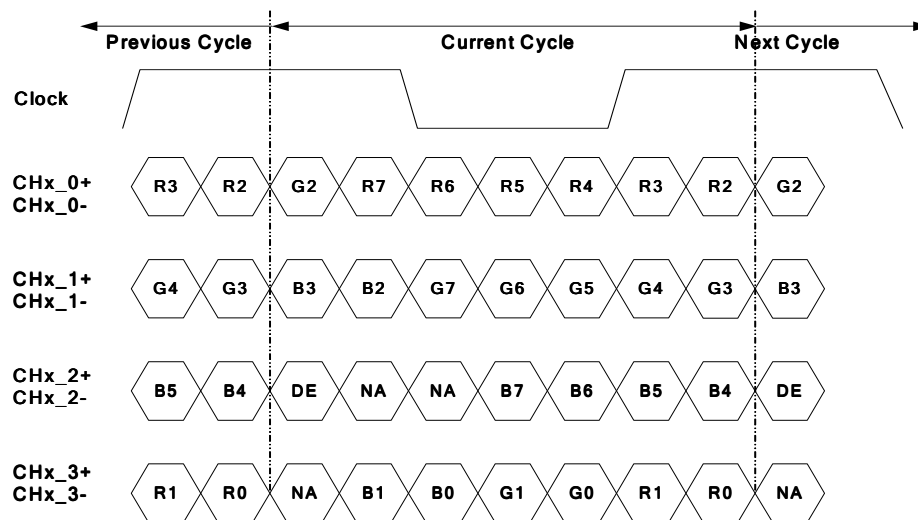 Previous Cycle Current Cycle Next Cycle
Clock
CHx_0+
CHx_0-
R3 R2 G2 R7 R6 R5 R4 R3 R2 G2
CHx_1+
CHx_1-
G4 G3 B3 B2 G7 G6 G5 G4 G3 B3
CHx_2+
CHx_2-
B5 B4 DE NA NA B7 B6 B5 B4 DE
CHx_3+
CHx_3-
R1 R0 NA B1 B0 G1 G0 R1 R0 NA